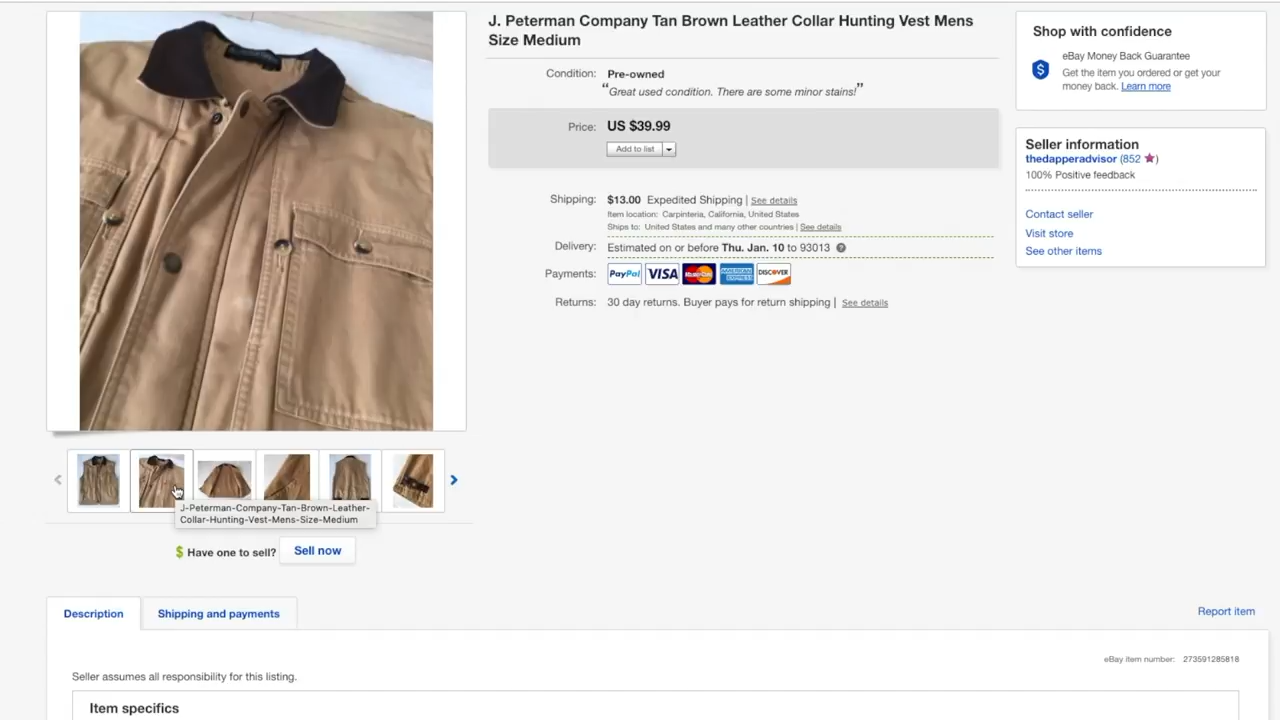 J. Peterman Company Tan Brown Leather Collar Hunting Vest Mens
Size Medium
Condition: Pre-owned
“Great used condition. There are some minor stains!”
Price: US $39.99
Add to list
Shipping: $13.00 Expedited Shipping | See details
Item location: Carpinteria, California, United States
Ships to: United States and many other countries | See details
Delivery: Estimated on or before Thu. Jan. 10 to 93013 ?
Payments: PayPal VISA MasterCard AMERICAN EXPRESS DISCOVER
Returns: 30 day returns. Buyer pays for return shipping | See details
Shop with confidence
eBay Money Back Guarantee
Get the item you ordered or get your
money back. Learn more
Seller information
thedapperadvisor (852 ★)
100% Positive feedback
Contact seller
Visit store
See other items
J-Peterman-Company-Tan-Brown-Leather-
Collar-Hunting-Vest-Mens-Size-Medium
$ Have one to sell? Sell now
Description
Shipping and payments
Report item
eBay item number: 273591285818
Seller assumes all responsibility for this listing.
Item specifics